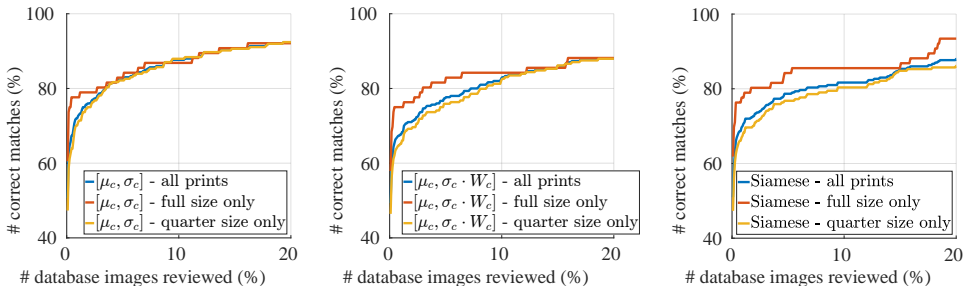 # correct matches (%)
100
80
60
40
[μc, σc] - all prints
[μc, σc] - full size only
[μc, σc] - quarter size only
0 10 20
# database images reviewed (%)
# correct matches (%)
100
80
60
40
[μc, σc · Wc] - all prints
[μc, σc · Wc] - full size only
[μc, σc · Wc] - quarter size only
0 10 20
# database images reviewed (%)
# correct matches (%)
100
80
60
40
Siamese - all prints
Siamese - full size only
Siamese - quarter size only
0 10 20
# database images reviewed (%)